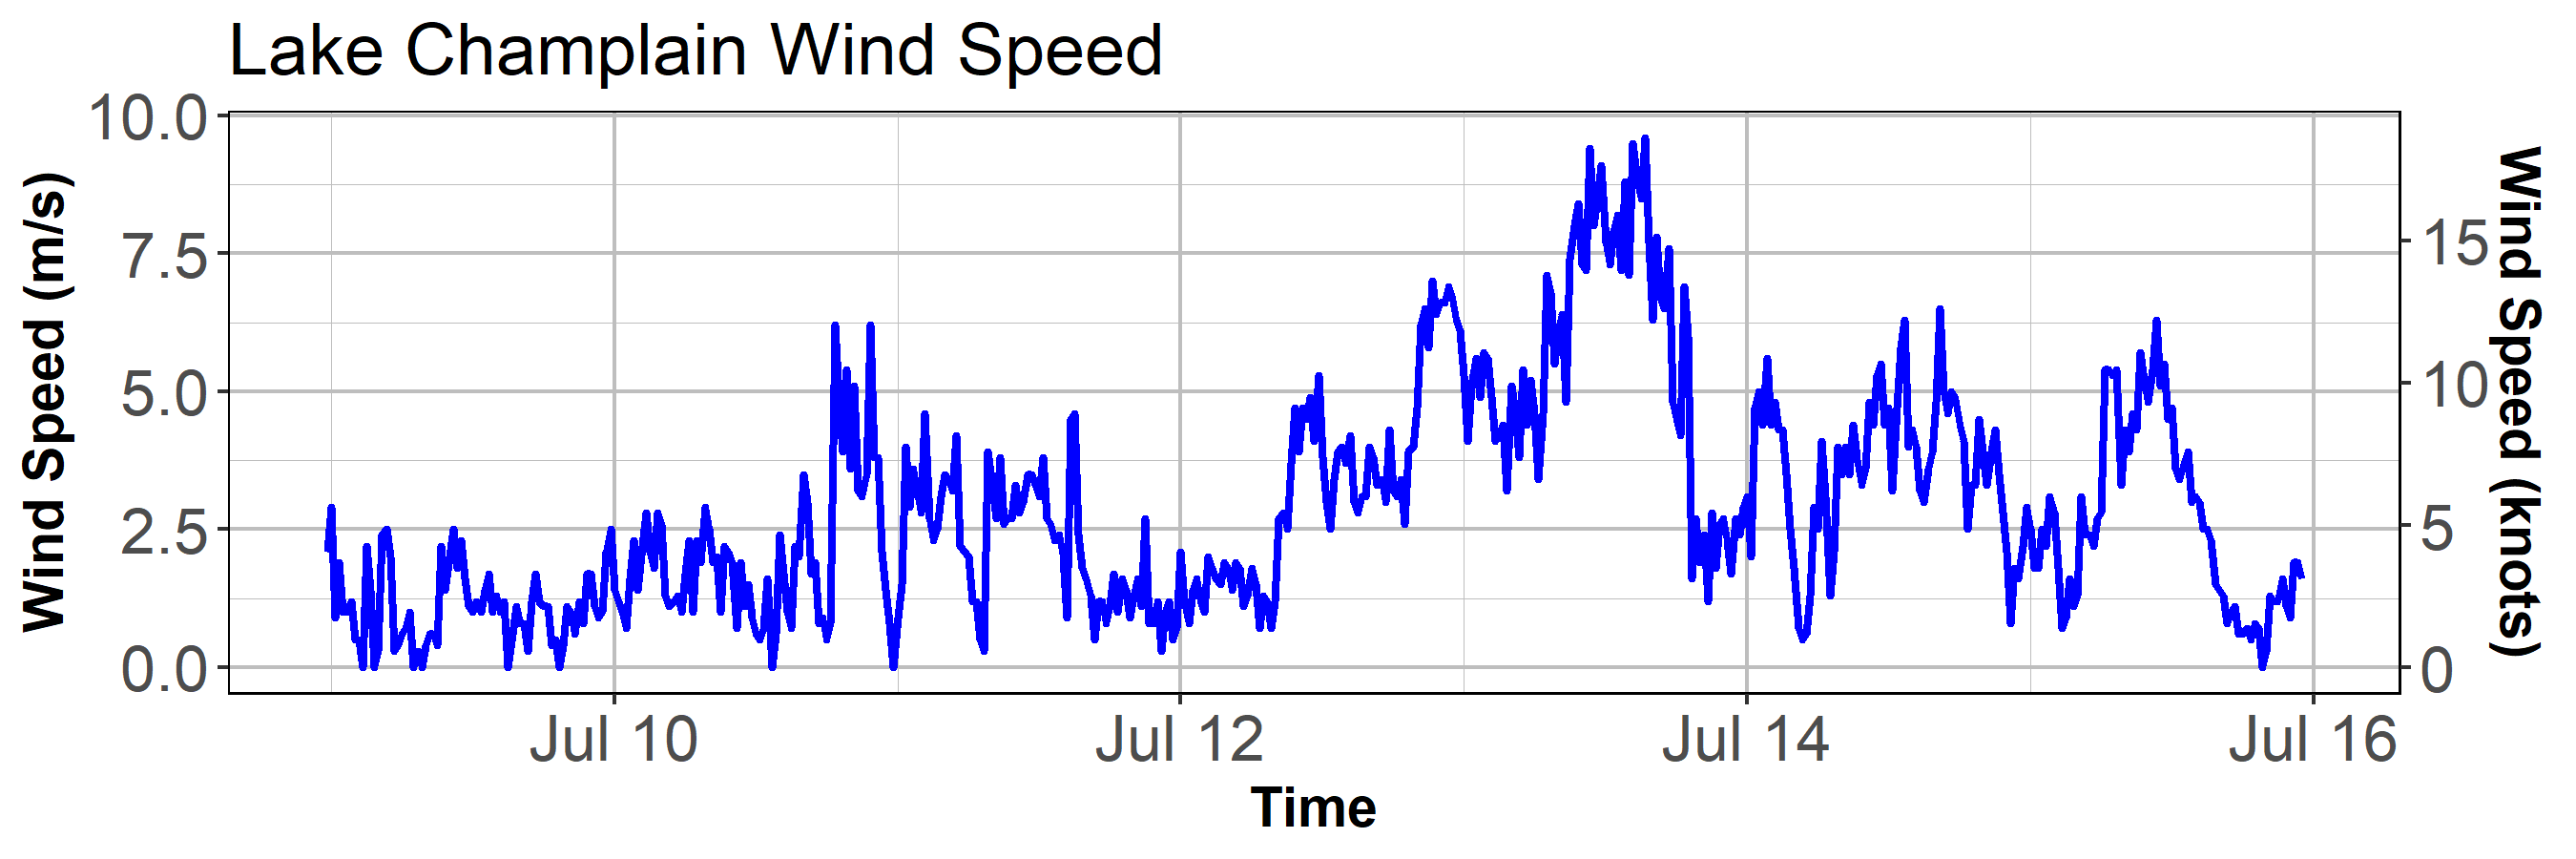 Lake Champlain Wind Speed
Wind Speed (m/s)
10.0
7.5
5.0
2.5
0.0
Wind Speed (knots)
15
10
5
0
Jul 10 Jul 12 Jul 14 Jul 16
Time